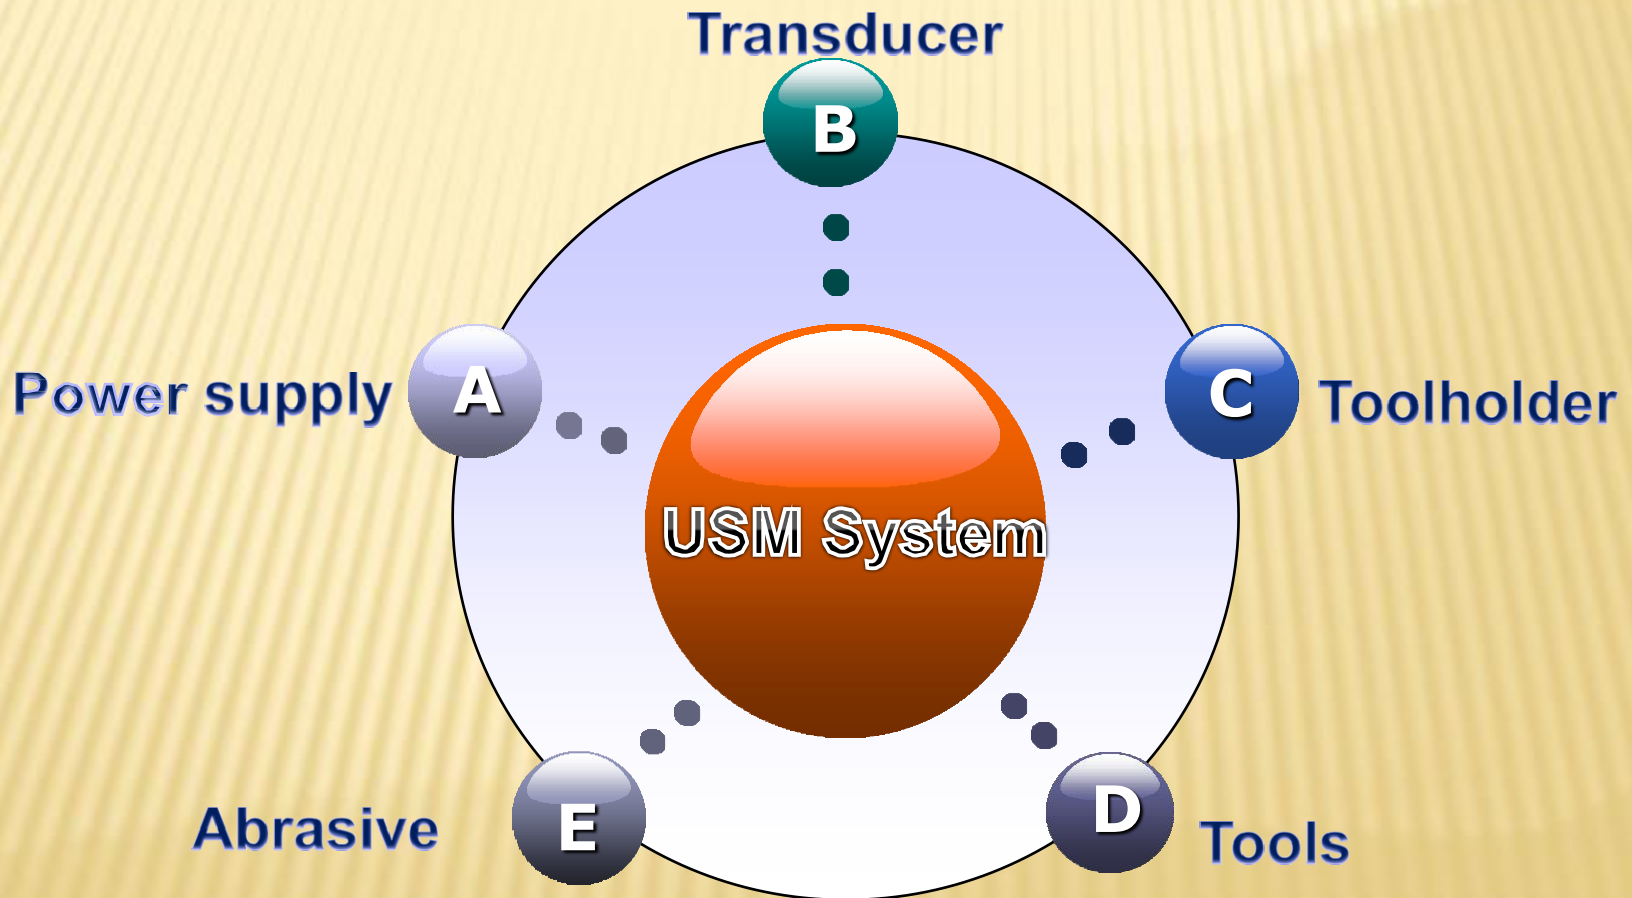 Transducer
B
A
Power supply
C
Toolholder
USM System
E
Abrasive
D
Tools